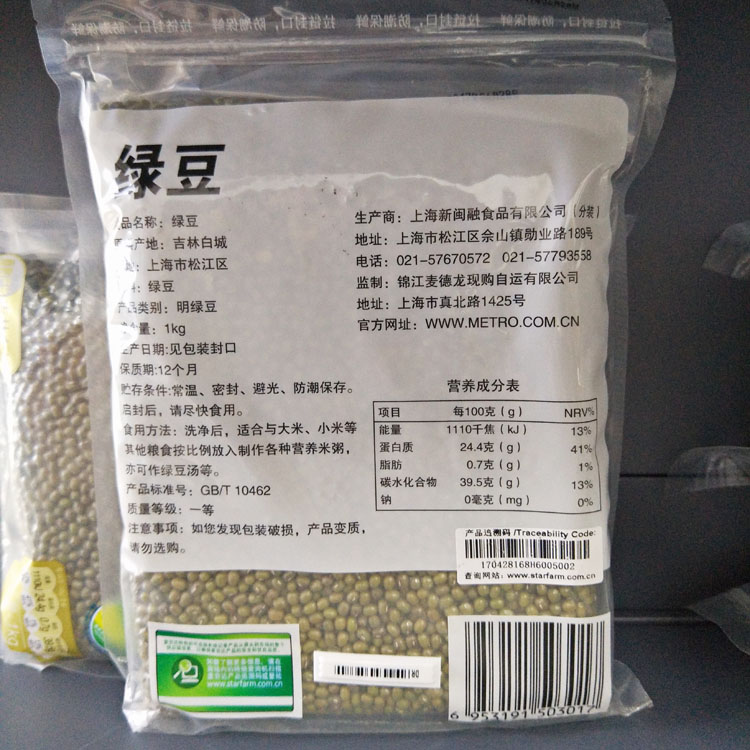 拉链封口 防潮保鲜 拉链封口 防潮保鲜
绿豆
品名称：绿豆
产地：吉林白城
上海市松江区
绿豆
产品类别：明绿豆
量：1kg
生产日期:见包装封口
保质期:12个月
贮存条件:常温、密封、避光、防潮保存。
启封后，请尽快食用。
食用方法：洗净后，适合与大米、小米等
其他粮食按比例放入制作各种营养米粥，
亦可作绿豆汤等。
产品标准号：GB/T 10462
质量等级：一等
注意事项：如您发现包装破损，产品变质，
请勿选购。
生产商：上海新闽融食品有限公司（分装）
地址：上海市松江区佘山镇勋业路189号
电话：021-57670572 021-57793558
监制：锦江麦德龙现购自运有限公司
地址：上海市真北路1425号
官方网址：WWW.METRO.COM.CN
营养成分表
项目 每100克（g） NRV%
能量 1110千焦（kJ） 13%
蛋白质 24.4克（g） 41%
脂肪 0.7克（g） 1%
碳水化合物 39.5克（g） 13%
钠 0毫克（mg） 0%
产品追溯码 /Traceability Code:
170428168H6005002
查询网站: www.starfarm.com.cn
www.starfarm.com.cn
6 953191 503017